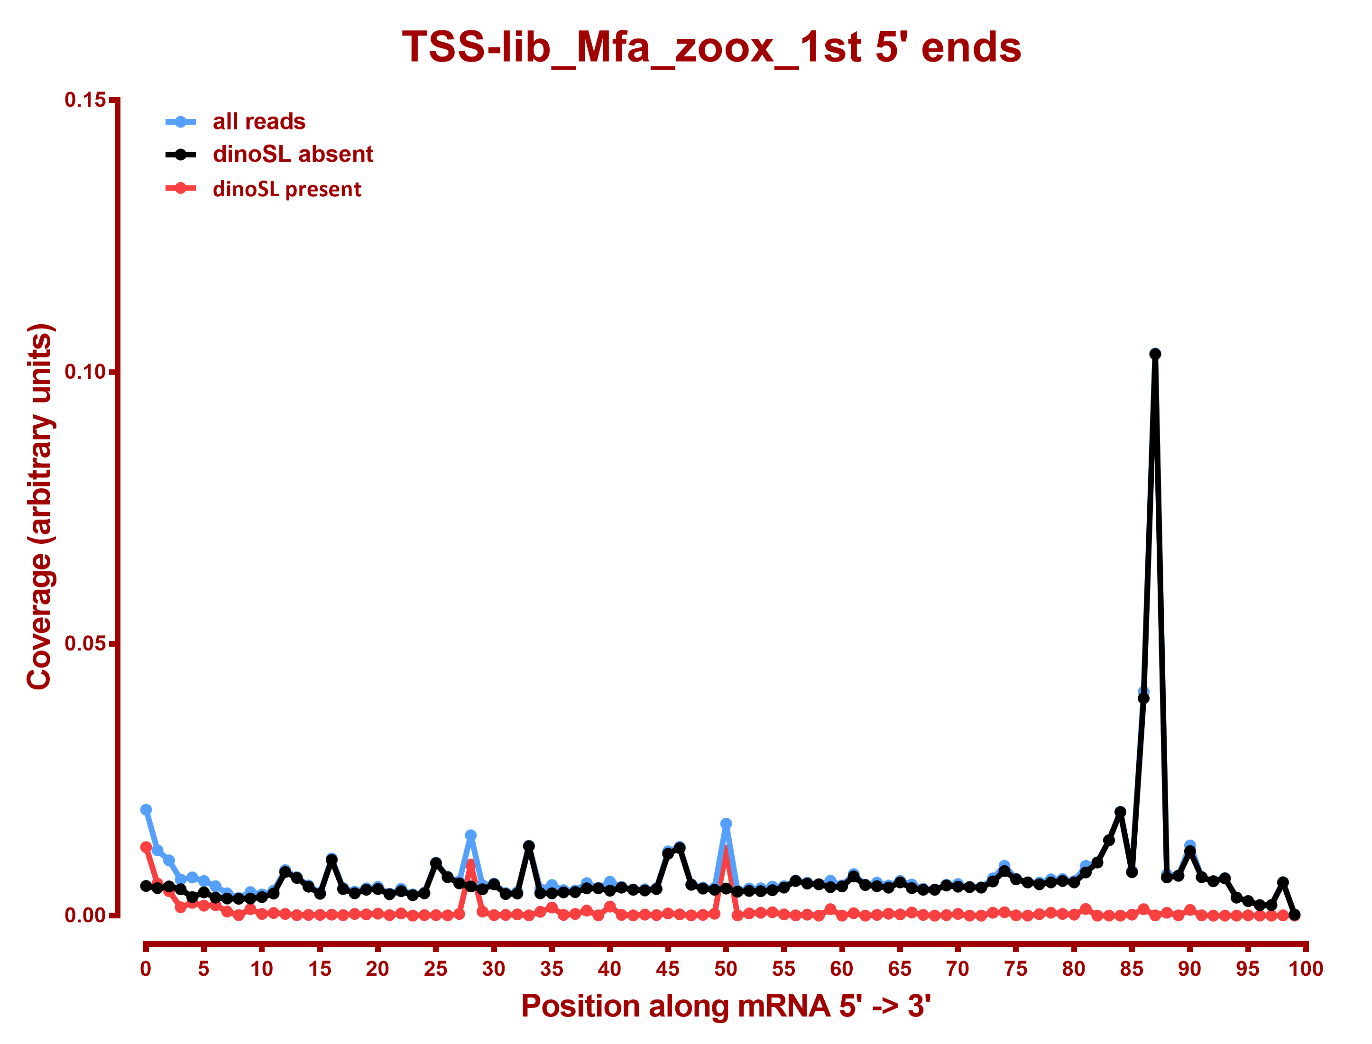 TSS-lib_Mfa_zoox_1st 5' ends
0.15
all reads
dinoSL absent
dinoSL present
0.10
0.05
0.00
Coverage (arbitrary units)
0 5 10 15 20 25 30 35 40 45 50 55 60 65 70 75 80 85 90 95 100
Position along mRNA 5' -> 3'